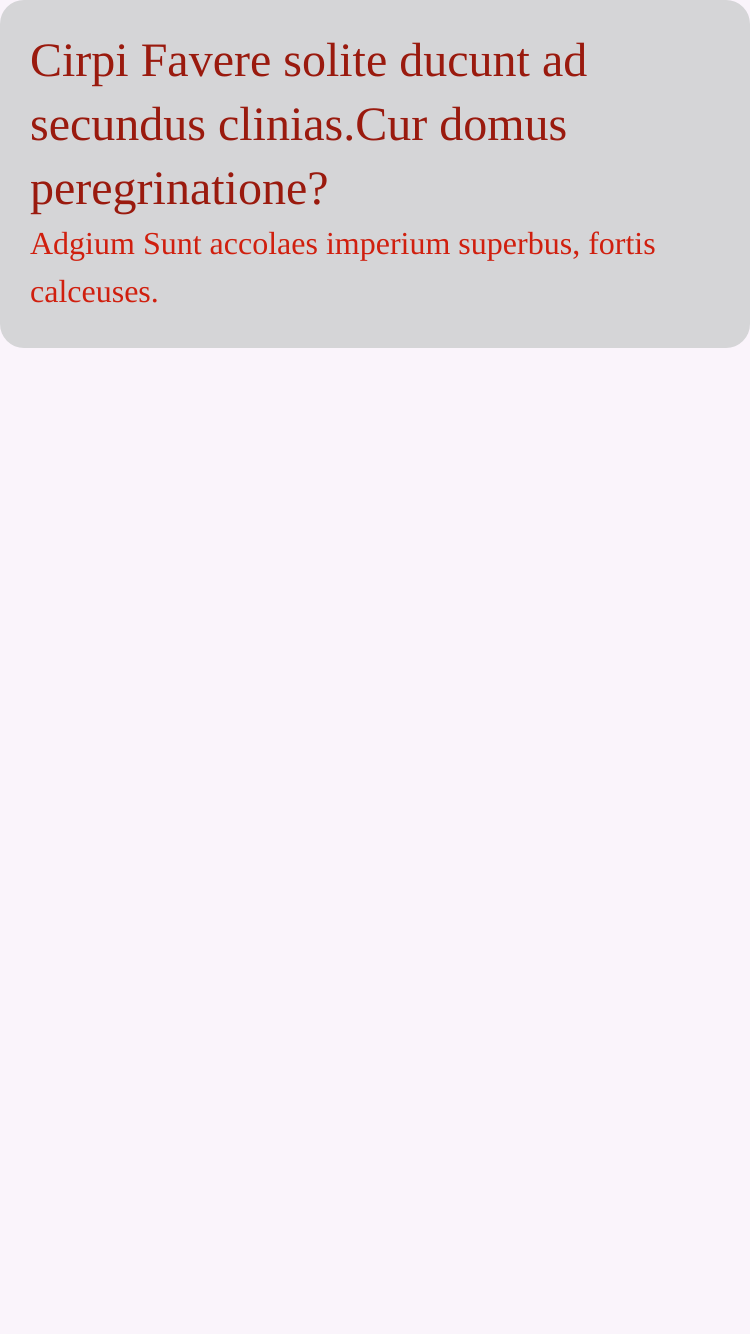 Cirpi Favere solite ducunt ad
secundus clinias.Cur domus
peregrinatione?
Adgium Sunt accolaes imperium superbus, fortis
calceuses.